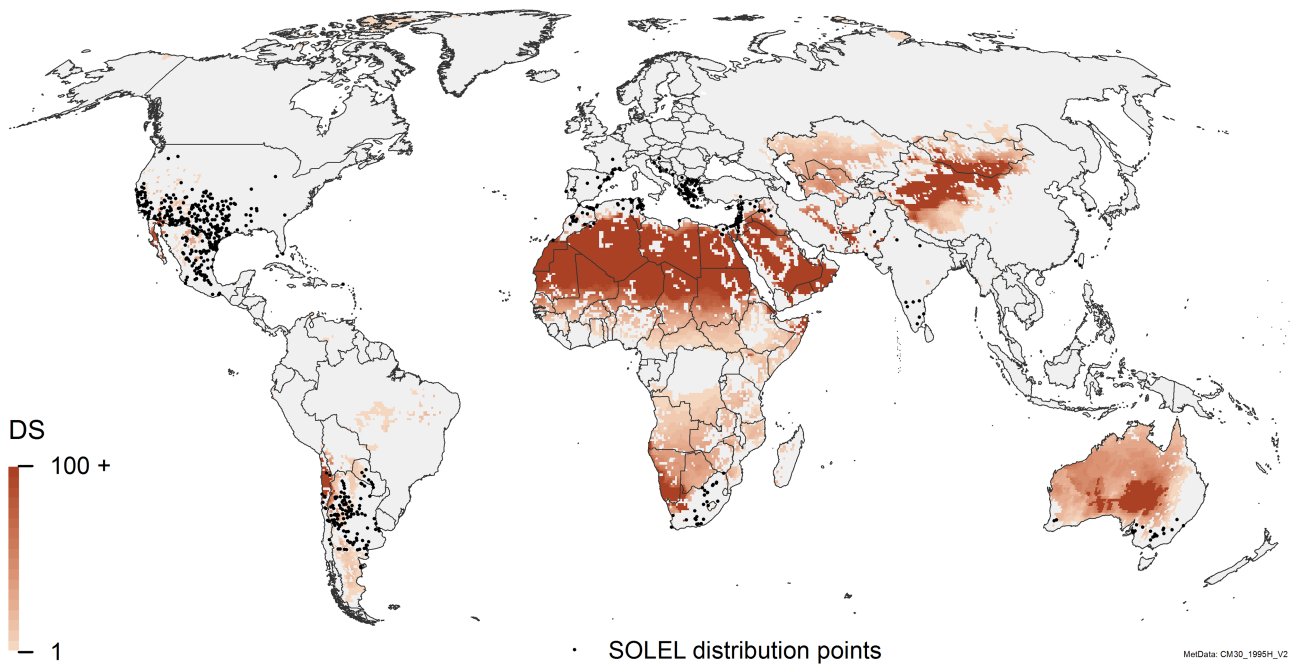 DS
100 +
1
SOLEL distribution points
MetData: CM30_1995H_V2